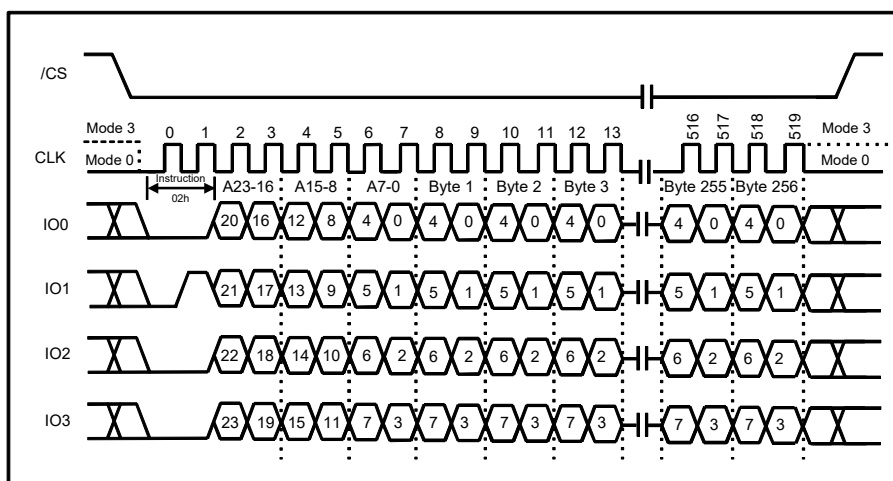 /CS
Mode 3 0 1 2 3 4 5 6 7 8 9 10 11 12 13 516 517 518 519 Mode 3
CLK Mode 0 Mode 0
Instruction A23-16 A15-8 A7-0 Byte 1 Byte 2 Byte 3 Byte 255 Byte 256
02h
IO0 20 16 12 8 4 0 4 0 4 0 4 0 4 0 4 0
IO1 21 17 13 9 5 1 5 1 5 1 5 1 5 1 5 1
IO2 22 18 14 10 6 2 6 2 6 2 6 2 6 2 6 2
IO3 23 19 15 11 7 3 7 3 7 3 7 3 7 3 7 3